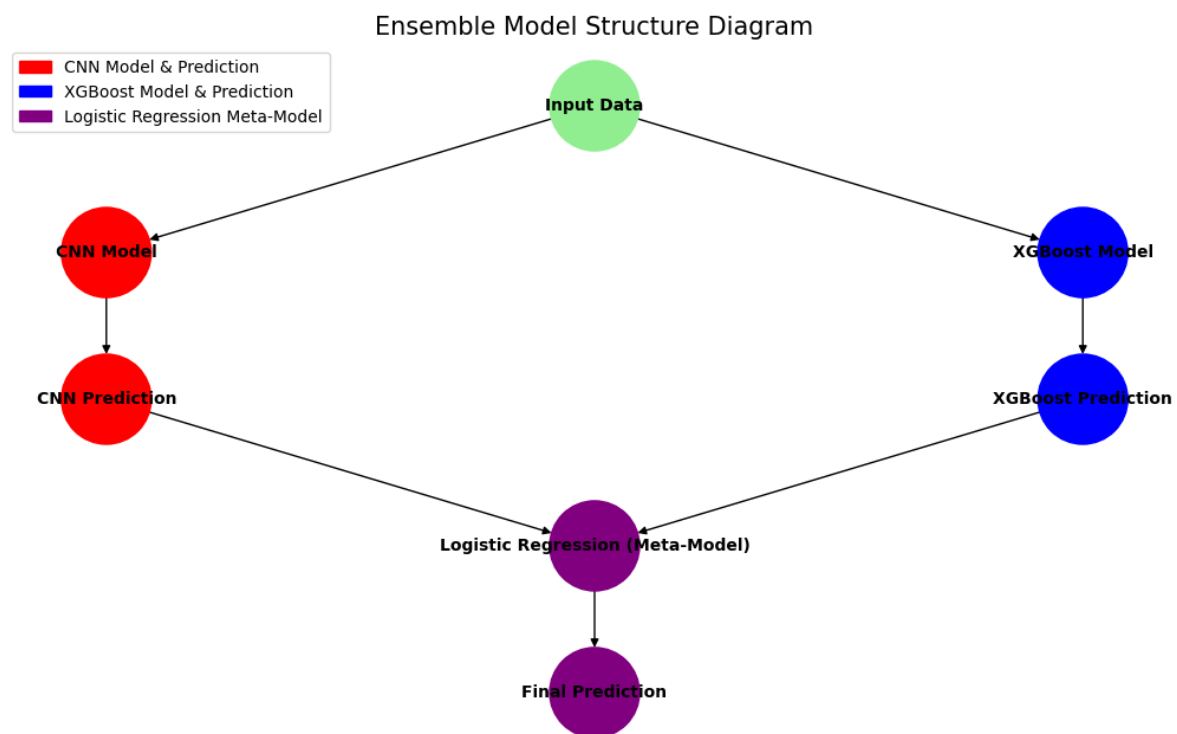 Ensemble Model Structure Diagram
CNN Model & Prediction
XGBoost Model & Prediction
Logistic Regression Meta-Model
Input Data
CNN Model
XGBoost Model
CNN Prediction
XGBoost Prediction
Logistic Regression (Meta-Model)
Final Prediction